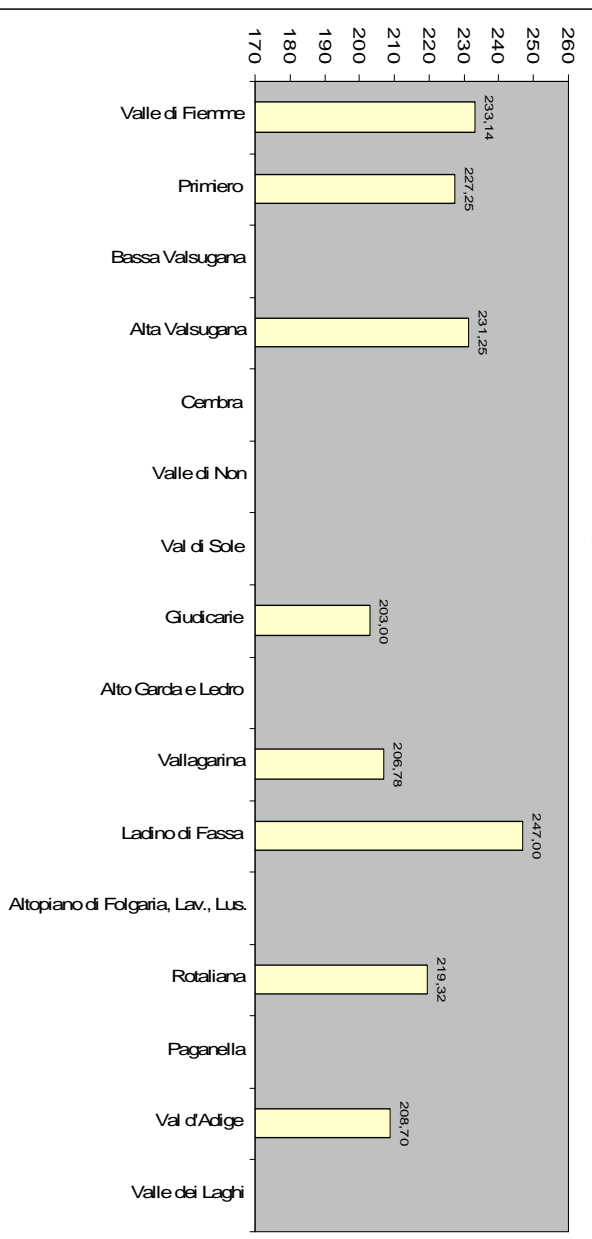 260
250
240
230
220
210
200
190
180
170
233,14
227,25
231,25
203,00
206,78
247,00
219,32
208,70
Valle di Fiemme
Primiero
Bassa Valsugana
Alta Valsugana
Cembra
Valle di Non
Val di Sole
Giudicarie
Alto Garda e Ledro
Vallagarina
Ladino di Fassa
Altopiano di Folgaria, Lav., Lus.
Rotaliana
Paganella
Val d'Adige
Valle dei Laghi